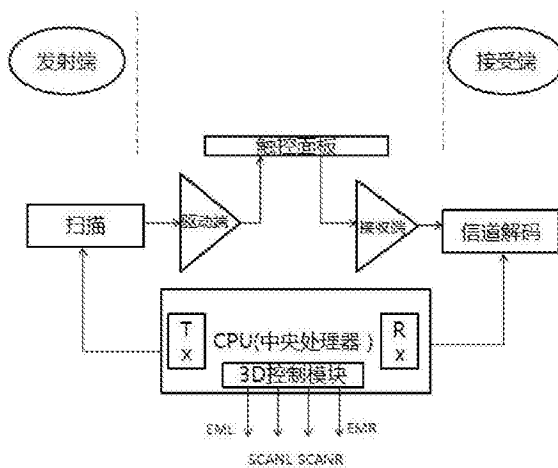 发射端
接受端
触控面板
扫描
驱动端
接收端
信道解码
Tx
CPU(中央处理器)
Rx
3D控制模块
EML
EMR
SCANL SCANR